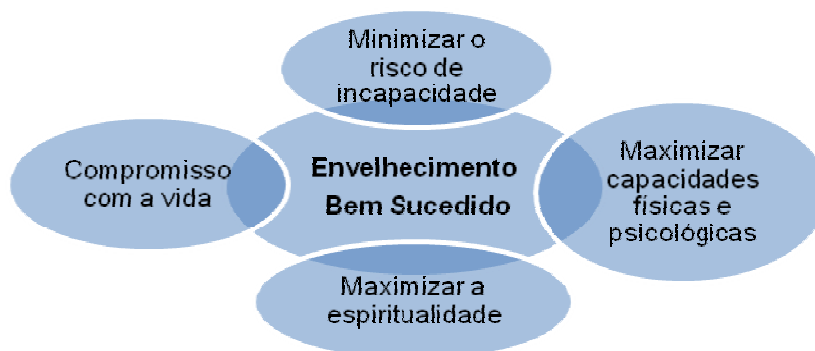 Minimizar o
risco de
incapacidade
Compromisso
com a vida
Envelhecimento
Bem Sucedido
Maximizar
capacidades
físicas e
psicológicas
Maximizar a
espiritualidade